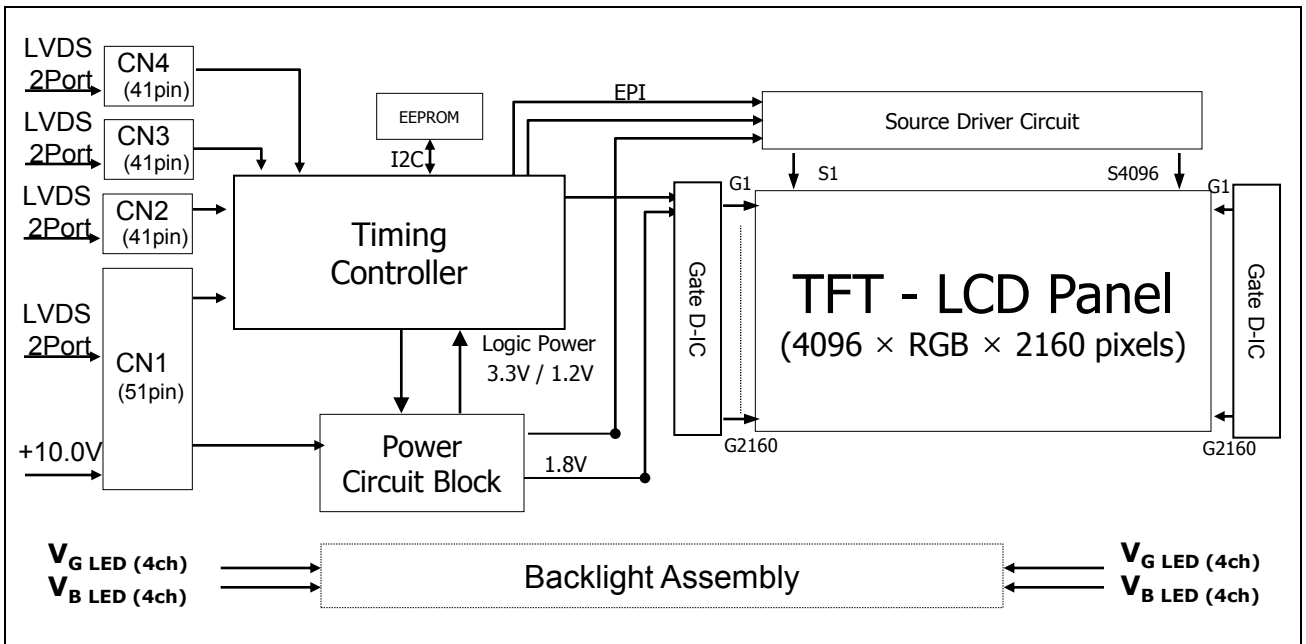 LVDS
2Port
CN4
(41pin)
LVDS
2Port
CN3
(41pin)
LVDS
2Port
CN2
(41pin)
LVDS
2Port
CN1
(51pin)
+10.0V
EEPROM
I2C
EPI
Timing
Controller
Logic Power
3.3V / 1.2V
Power
Circuit Block
1.8V
Source Driver Circuit
S1
S4096
G1
Gate D-IC
G2160
TFT - LCD Panel
(4096 × RGB × 2160 pixels)
G1
Gate D-IC
G2160
VG LED (4ch)
VB LED (4ch)
Backlight Assembly
VG LED (4ch)
VB LED (4ch)